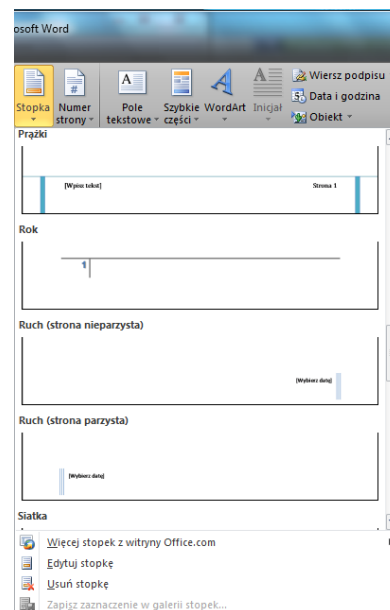 osoft Word
Stopka
Numer strony
Pole tekstowe
Szybkie części
WordArt
Inicjał
Wiersz podpisu
Data i godzina
Obiekt
Prążki
[Wpisz tekst] Strona 1
Rok
1
Ruch (strona nieparzysta)
[Wybierz datę]
Ruch (strona parzysta)
[Wybierz datę]
Siatka
Więcej stopek z witryny Office.com
Edytuj stopkę
Usuń stopkę
Zapisz zaznaczenie w galerii stopek...